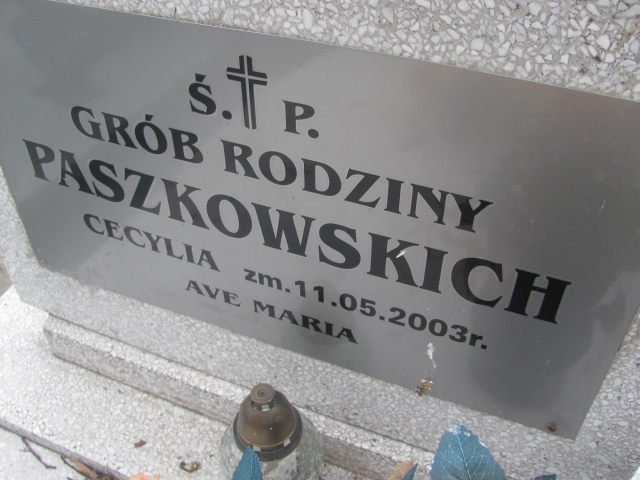 Ś. P.
GRÓB RODZINY
PASZKOWSKICH
CECYLIA zm.11.05.2003r.
AVE MARIA